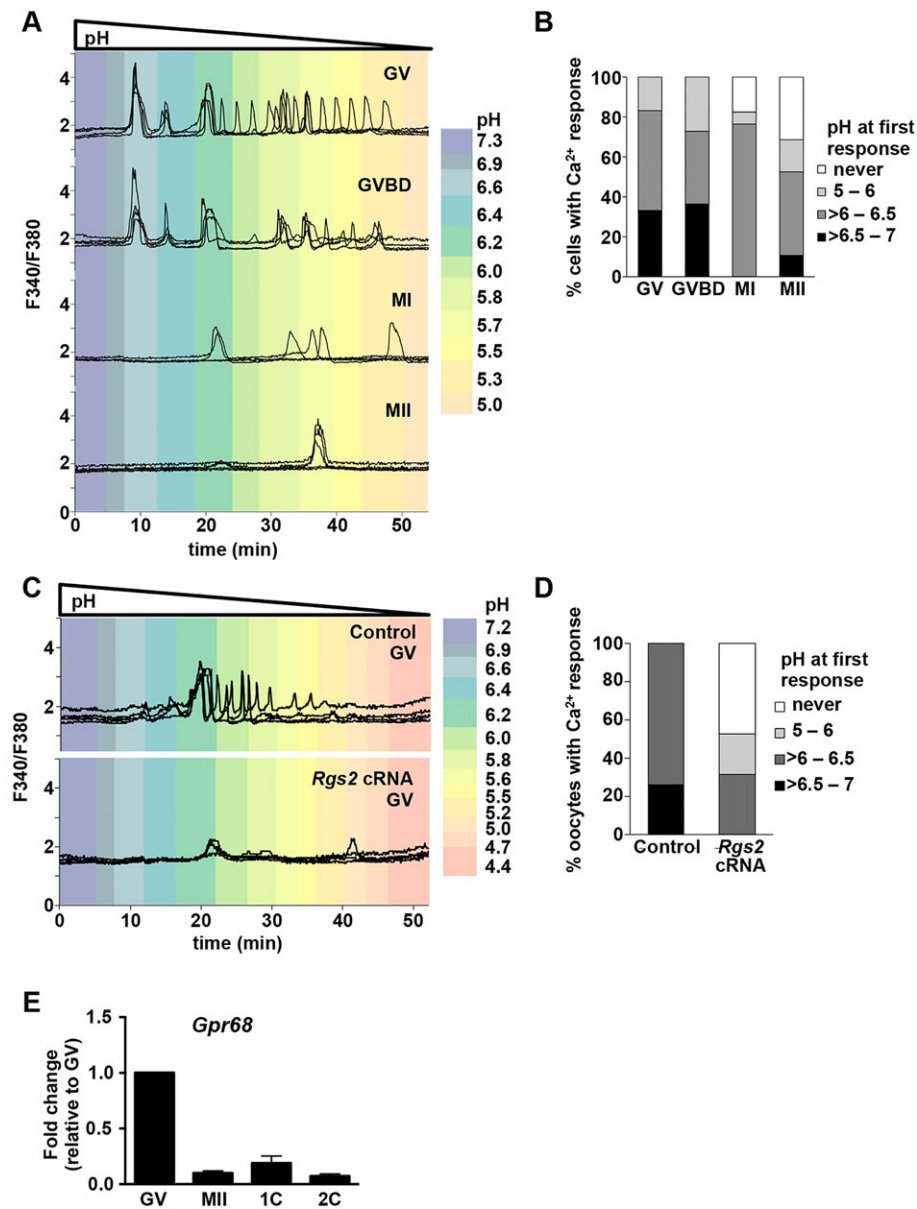 A
pH
GV
GVBD
MI
MII
4
2
4
2
4
2
4
2
0
F340/F380
0 10 20 30 40 50
time (min)
pH
7.3
6.9
6.6
6.4
6.2
6.0
5.8
5.7
5.5
5.3
5.0
B
% cells with Ca²⁺ response
100
80
60
40
20
0
GV GVBD MI MII
pH at first
response
never
5 – 6
>6 – 6.5
>6.5 – 7
C
pH
Control
GV
Rgs2 cRNA
GV
4
2
4
2
0
F340/F380
0 10 20 30 40 50
time (min)
pH
7.2
6.9
6.6
6.4
6.2
6.0
5.8
5.6
5.5
5.2
5.0
4.7
4.4
D
% oocytes with Ca²⁺ response
100
80
60
40
20
0
Control Rgs2
cRNA
pH at first
response
never
5 – 6
>6 – 6.5
>6.5 – 7
E
Gpr68
Fold change
(relative to GV)
1.5
1.0
0.5
0.0
GV MII 1C 2C